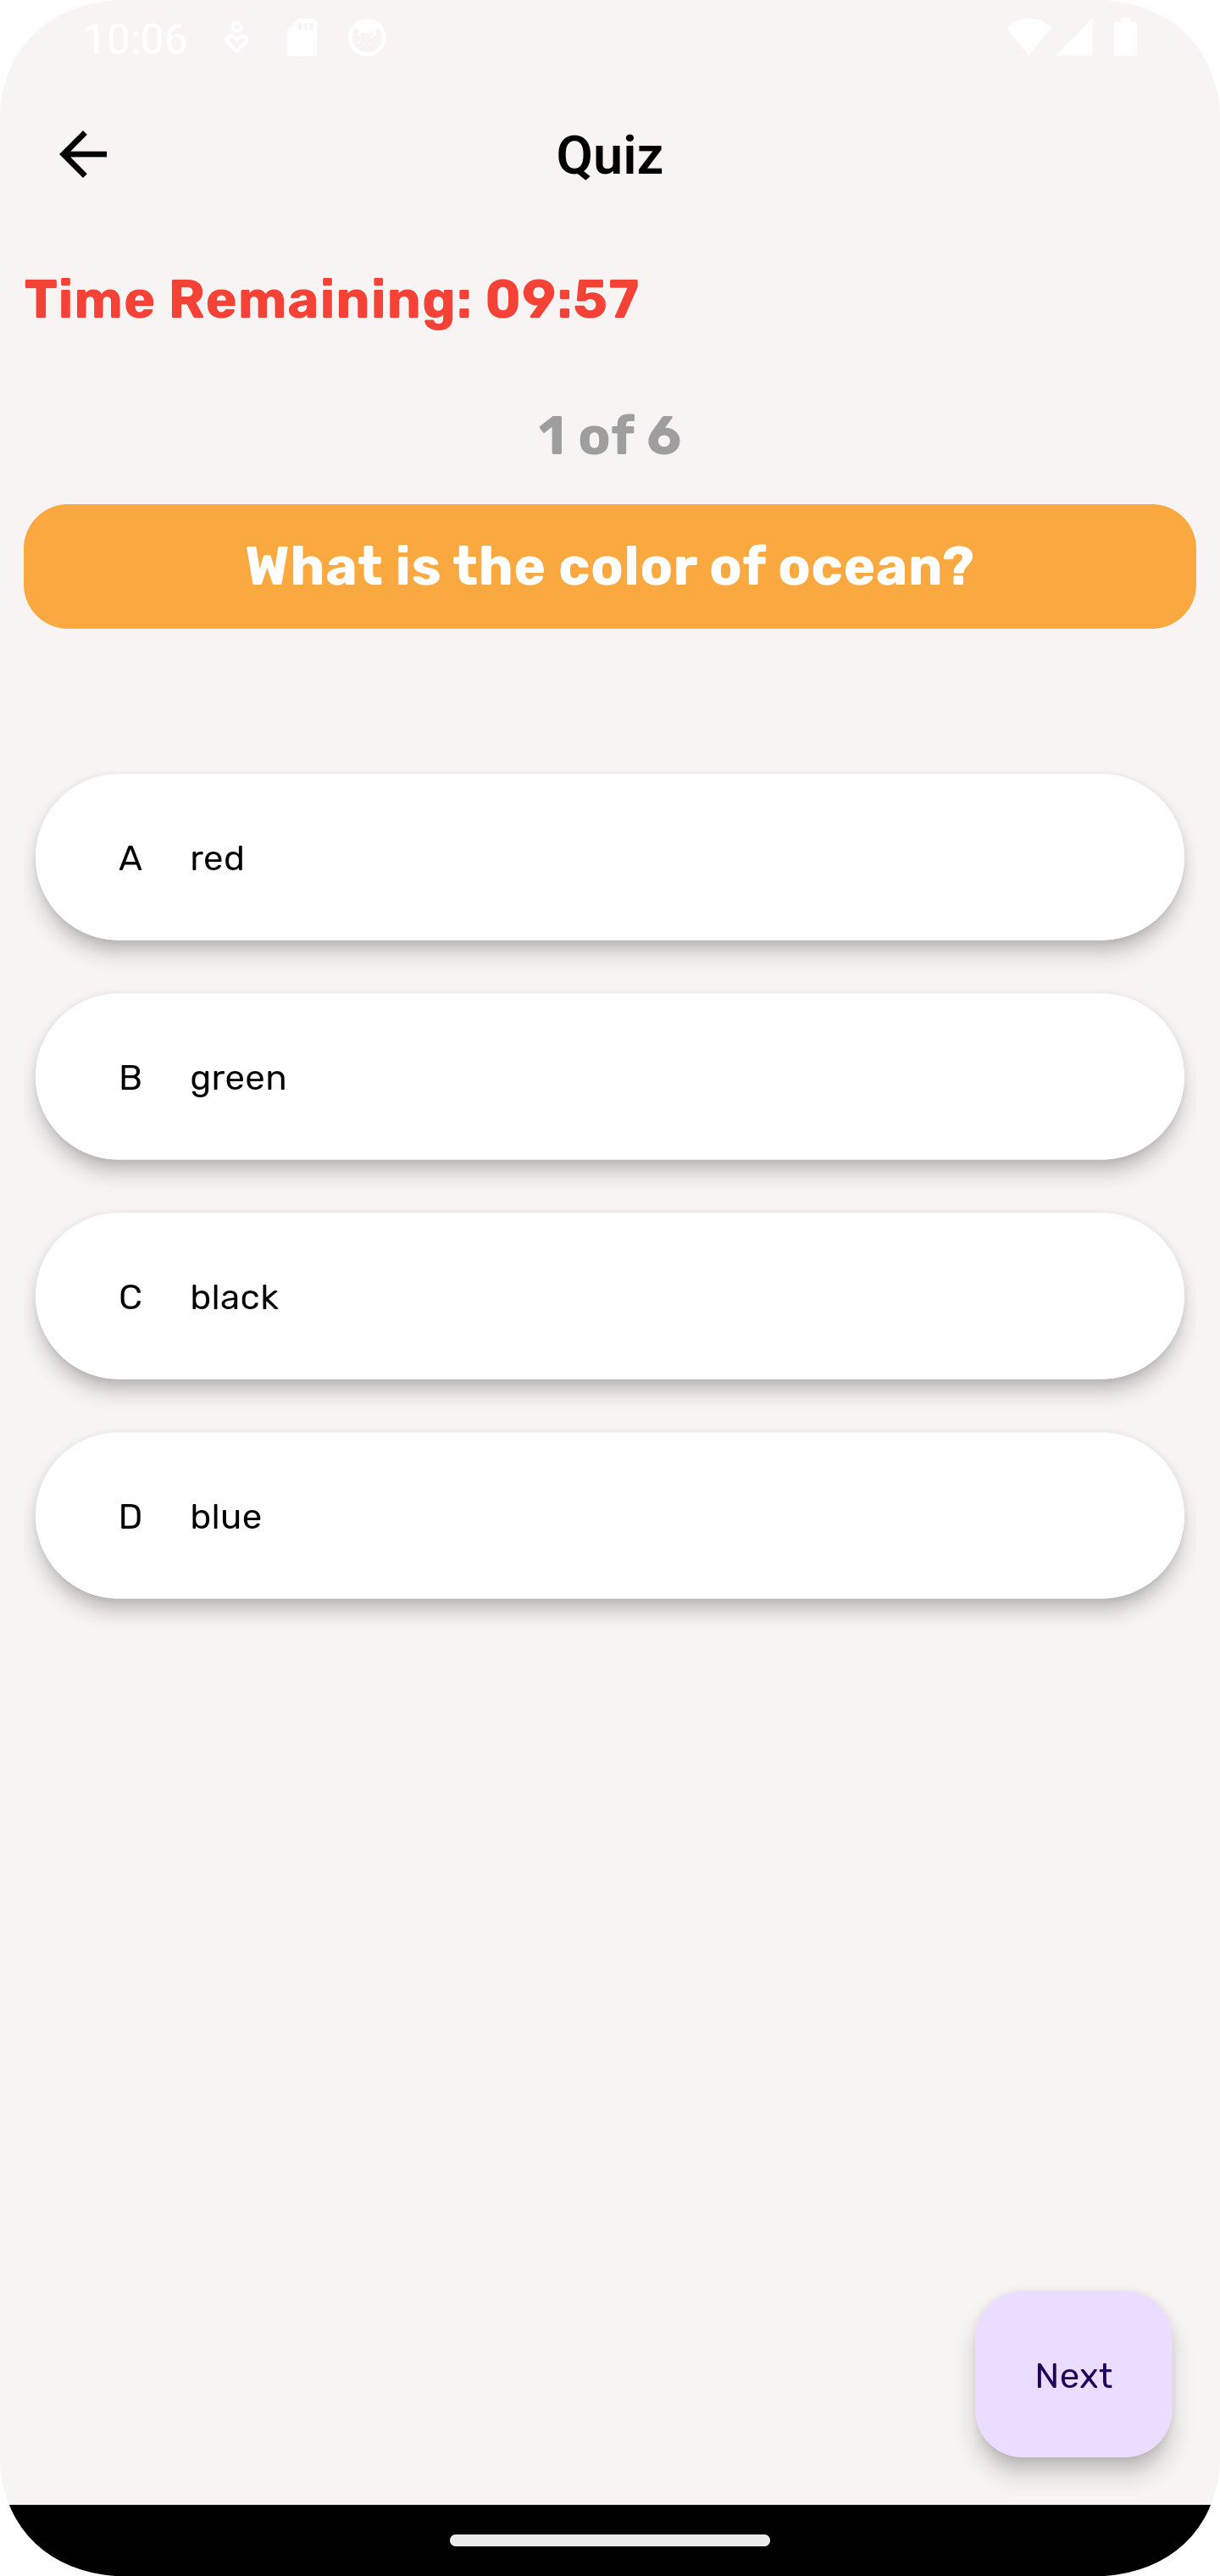 10:06
Quiz
Time Remaining: 09:57
1 of 6
What is the color of ocean?
A red
B green
C black
D blue
Next